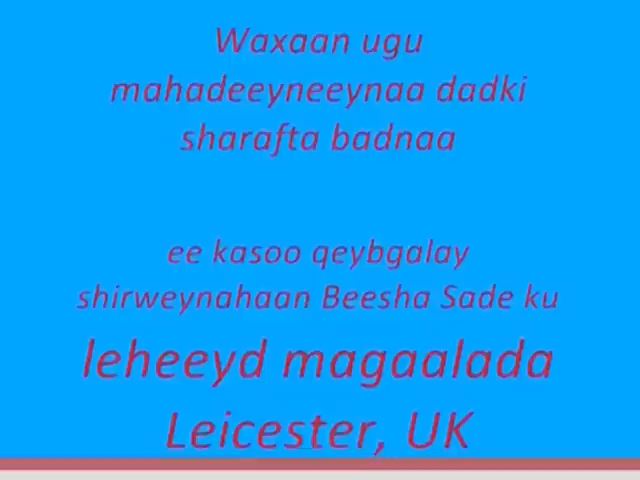 Waxaan ugu
mahadeeyneeynaa dadki
sharafta badnaa
ee kasoo qeybgalay
shirweynahaan Beesha Sade ku
leheeyd magaalada
Leicester, UK